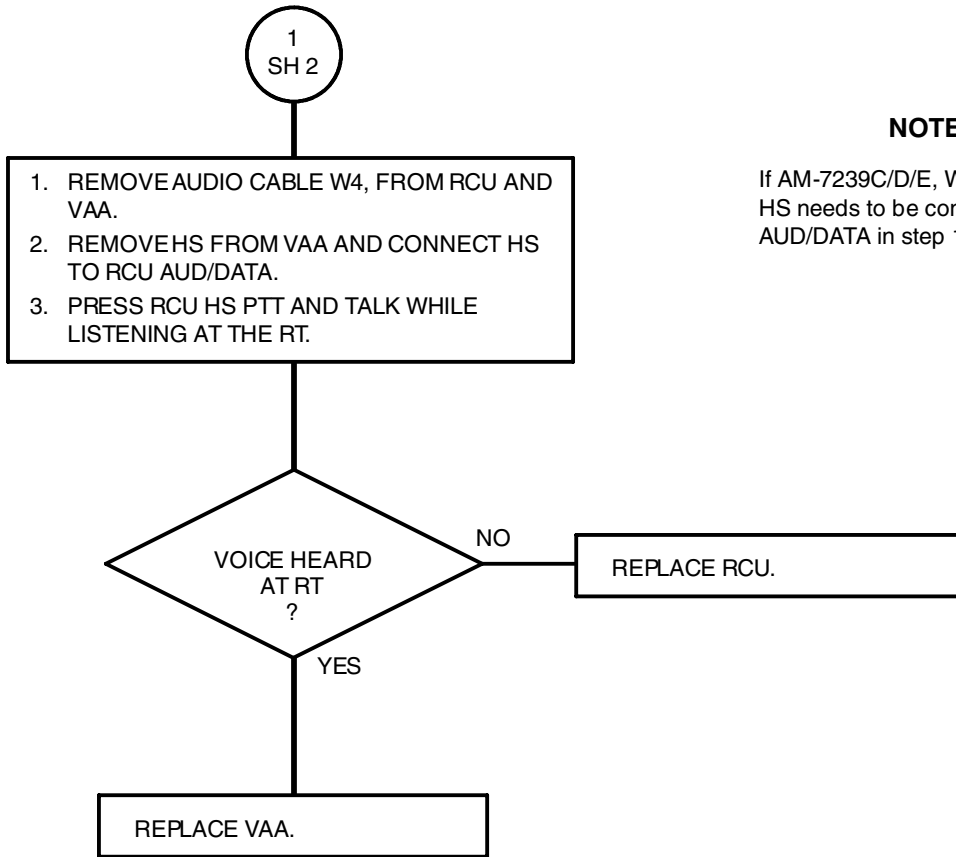 1
SH 2
NOTE
1. REMOVE AUDIO CABLE W4, FROM RCU AND
VAA.
2. REMOVE HS FROM VAA AND CONNECT HS
TO RCU AUD/DATA.
3. PRESS RCU HS PTT AND TALK WHILE
LISTENING AT THE RT.
If AM-7239C/D/E,
HS needs to be
AUD/DATA in step
VOICE HEARD
AT RT
?
NO
REPLACE RCU.
YES
REPLACE VAA.